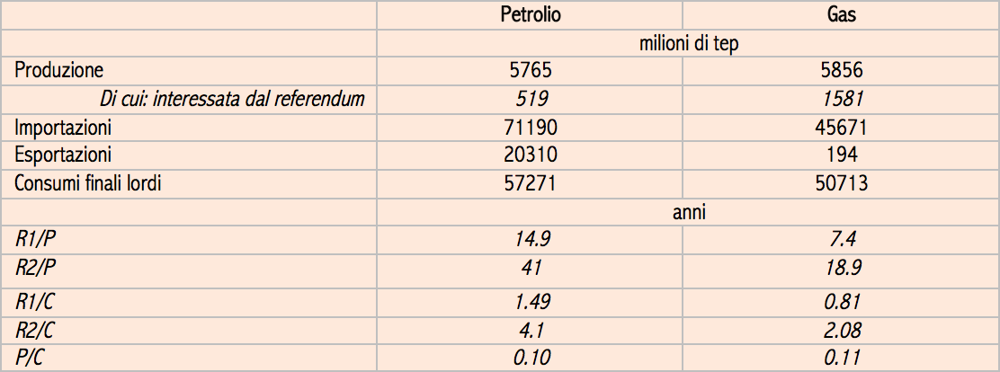 Petrolio Gas
milioni di tep
Produzione 5765 5856
Di cui: interessata dal referendum 519 1581
Importazioni 71190 45671
Esportazioni 20310 194
Consumi finali lordi 57271 50713
anni
R1/P 14.9 7.4
R2/P 41 18.9
R1/C 1.49 0.81
R2/C 4.1 2.08
P/C 0.10 0.11